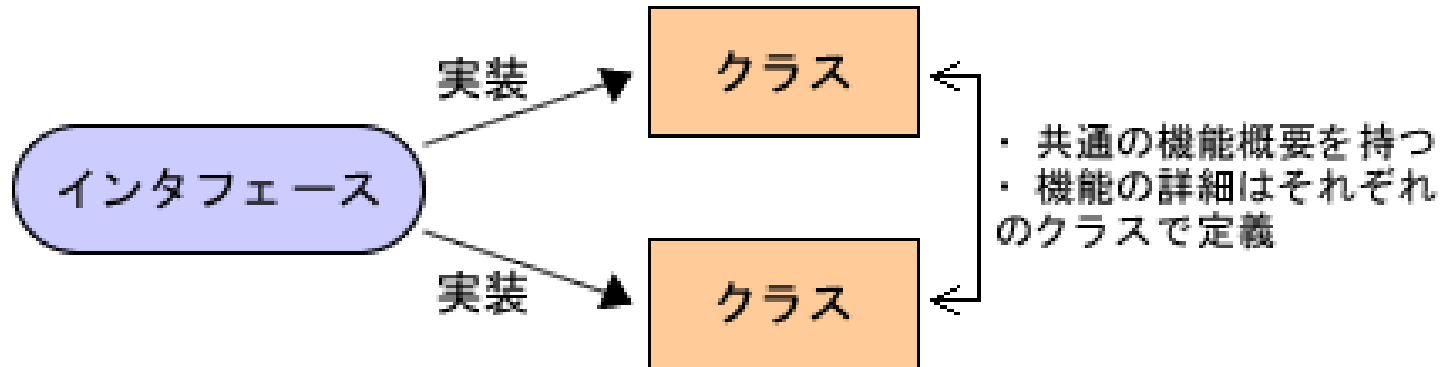 実装
クラス
インタフェース
・ 共通の機能概要を持つ
・ 機能の詳細はそれぞれ
のクラスで定義
実装
クラス